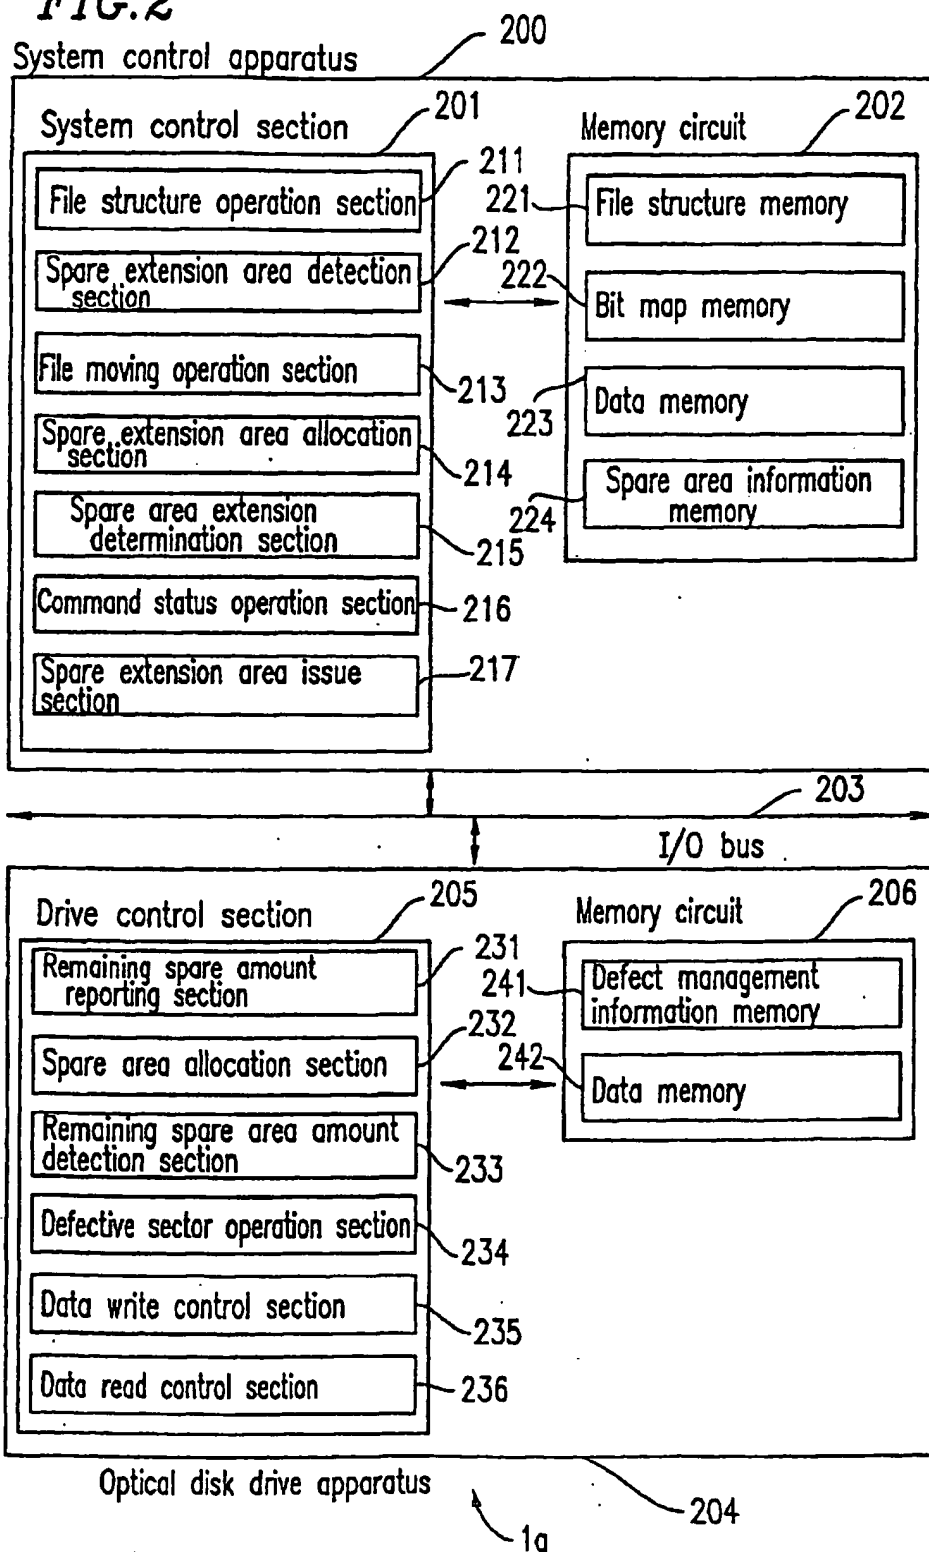 FIG.2
200
System control apparatus
201
System control section
202
Memory circuit
211
File structure operation section
221
File structure memory
212
Spare extension area detection
section
222
Bit map memory
File moving operation section
213
223
Data memory
Spare extension area allocation
section
214
224
Spare area information
memory
Spare area extension
determination section
215
Command status operation section
216
Spare extension area issue
section
217
203
I/O bus
205
Drive control section
206
Memory circuit
231
Remaining spare amount
reporting section
241
Defect management
information memory
232
Spare area allocation section
242
Data memory
Remaining spare area amount
detection section
233
Defective sector operation section
234
Data write control section
235
Data read control section
236
Optical disk drive apparatus
204
1a